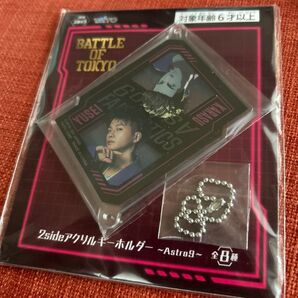 対象年齢6才以上
BATTLE
OF
TOKYO
YUSEI
KANRO
2sideアクリルキーホルダー ~Astro9~
全8種